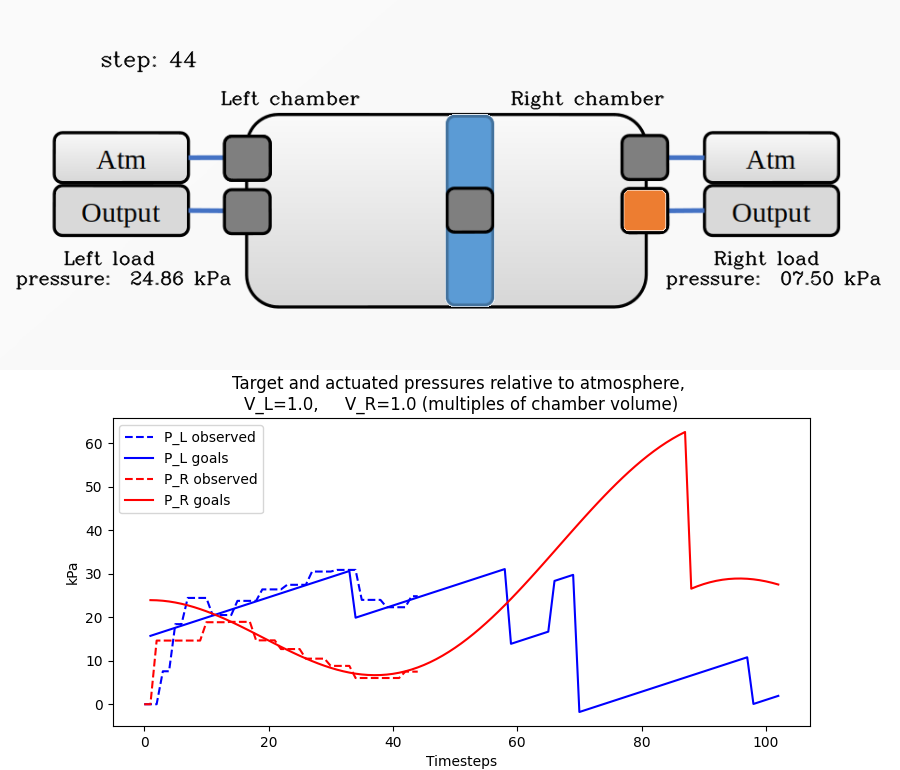 step: 44
Left chamber
Right chamber
Atm
Atm
Output
Output
Left load
pressure: 24.86 kPa
Right load
pressure: 07.50 kPa
Target and actuated pressures relative to atmosphere,
V_L=1.0, V_R=1.0 (multiples of chamber volume)
P_L observed
P_L goals
P_R observed
P_R goals
60
50
40
30
20
10
0
kPa
0 20 40 60 80 100
Timesteps